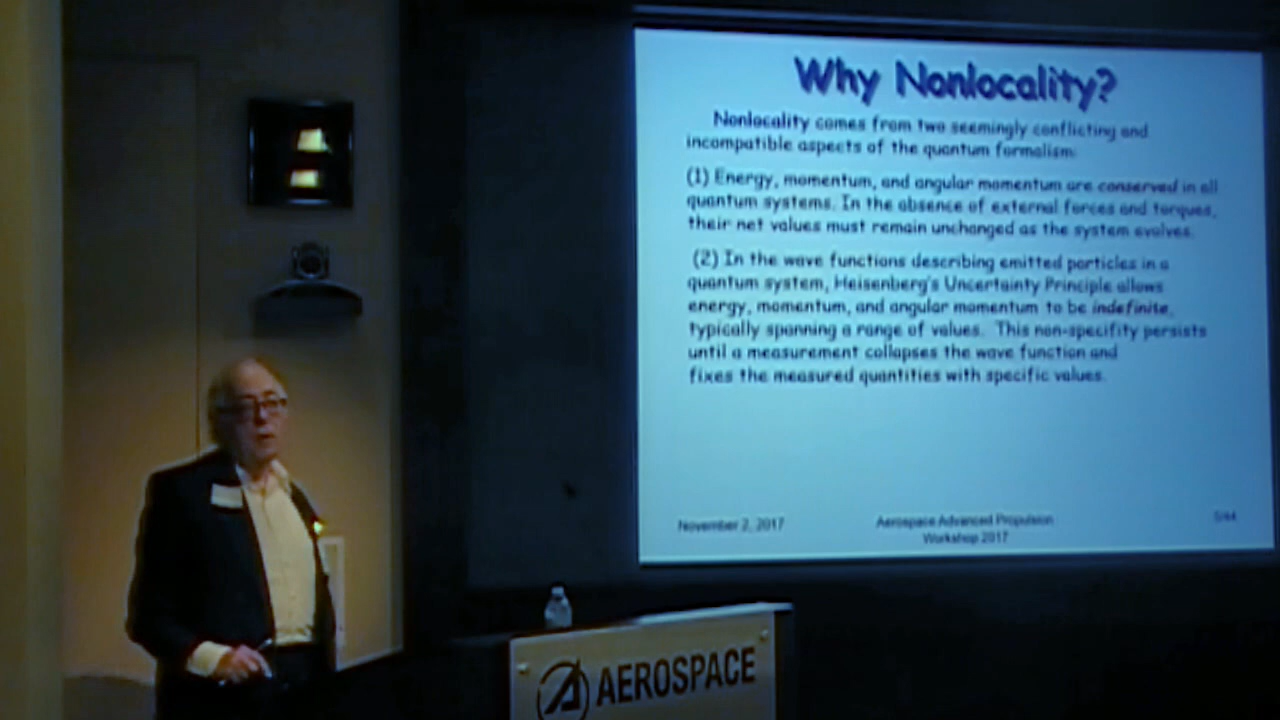 Why Nonlocality?
Nonlocality comes from two seemingly conflicting and
incompatible aspects of the quantum formalism:
(1) Energy, momentum, and angular momentum are conserved in all
quantum systems. In the absence of external forces and torques,
their net values must remain unchanged as the system evolves.
(2) In the wave functions describing emitted particles in a
quantum system, Heisenberg's Uncertainty Principle allows
energy, momentum, and angular momentum to be indefinite,
typically spanning a range of values. This non-specifity persists
until a measurement collapses the wave function and
fixes the measured quantities with specific values.
November 2, 2017
Aerospace Advanced Propulsion
Workshop 2017
5/44
AEROSPACE